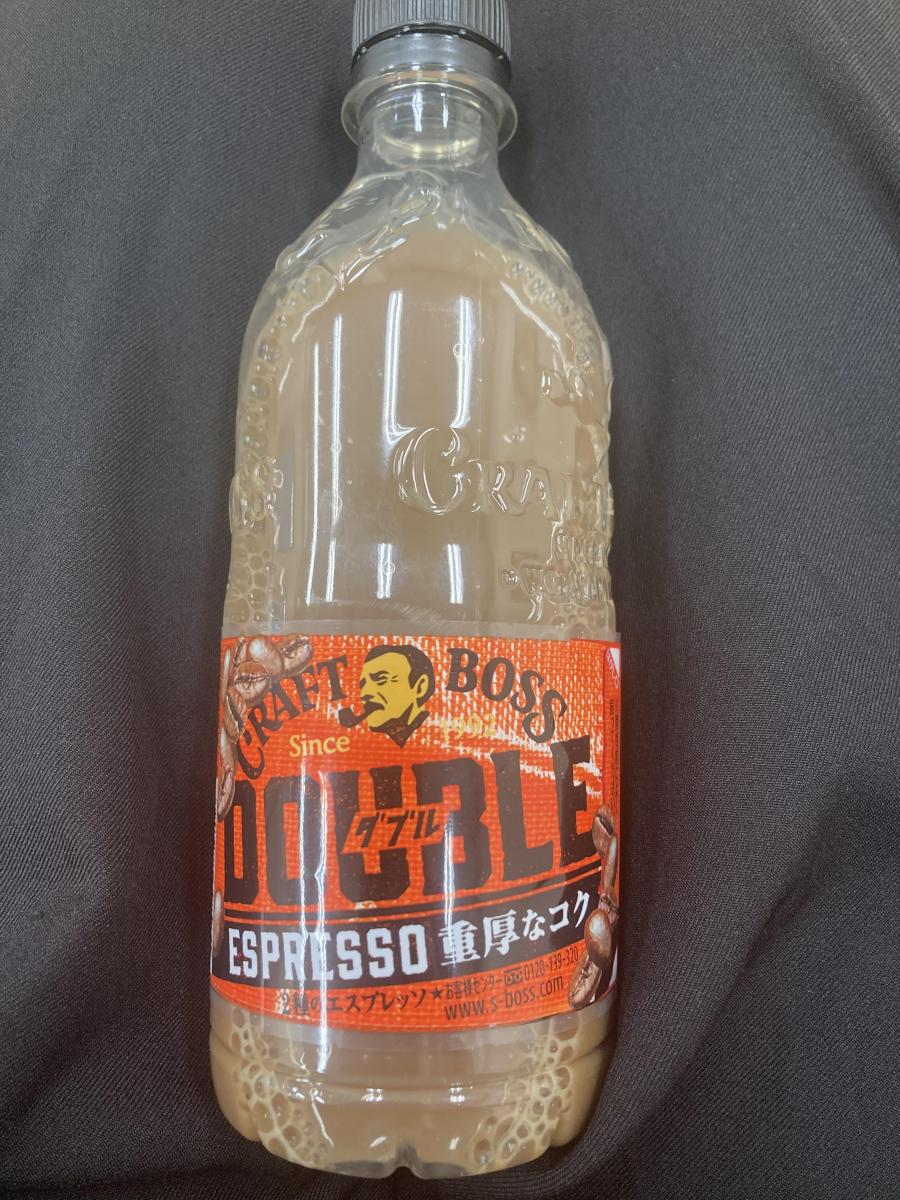 CRAFT
CRAFT BOSS
Since 1992
DOUBLE
ダブル
ESPRESSO 重厚なコク
2種のエスプレッソ★お客様センター 0120-139-320
www.s-boss.com